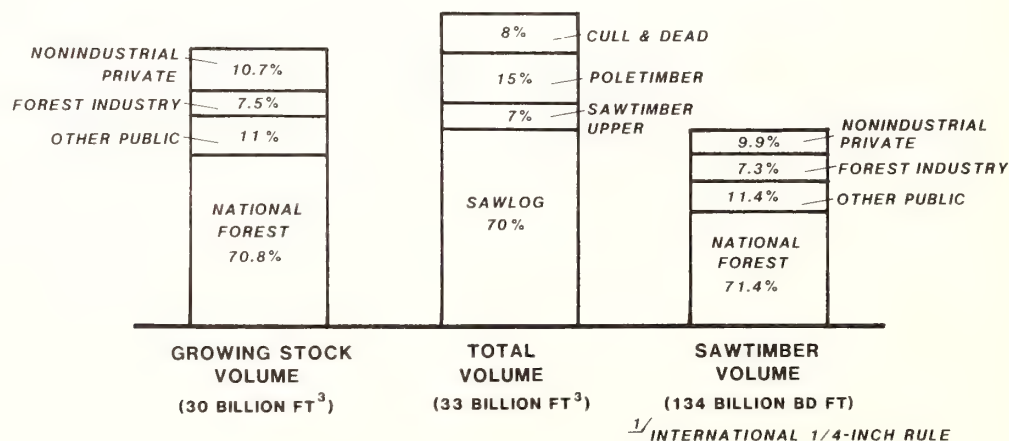 NONINDUSTRIAL
PRIVATE
10.7%
FOREST INDUSTRY
7.5%
OTHER PUBLIC
11%
NATIONAL
FOREST
70.8%
GROWING STOCK
VOLUME
(30 BILLION FT³)
8%
CULL & DEAD
15%
POLETIMBER
7%
SAWTIMBER
UPPER
SAWLOG
70%
TOTAL
VOLUME
(33 BILLION FT³)
9.9%
NONINDUSTRIAL
PRIVATE
7.3%
FOREST INDUSTRY
11.4%
OTHER PUBLIC
NATIONAL
FOREST
71.4%
SAWTIMBER
VOLUME
(134 BILLION BD FT)
1/ INTERNATIONAL 1/4-INCH RULE